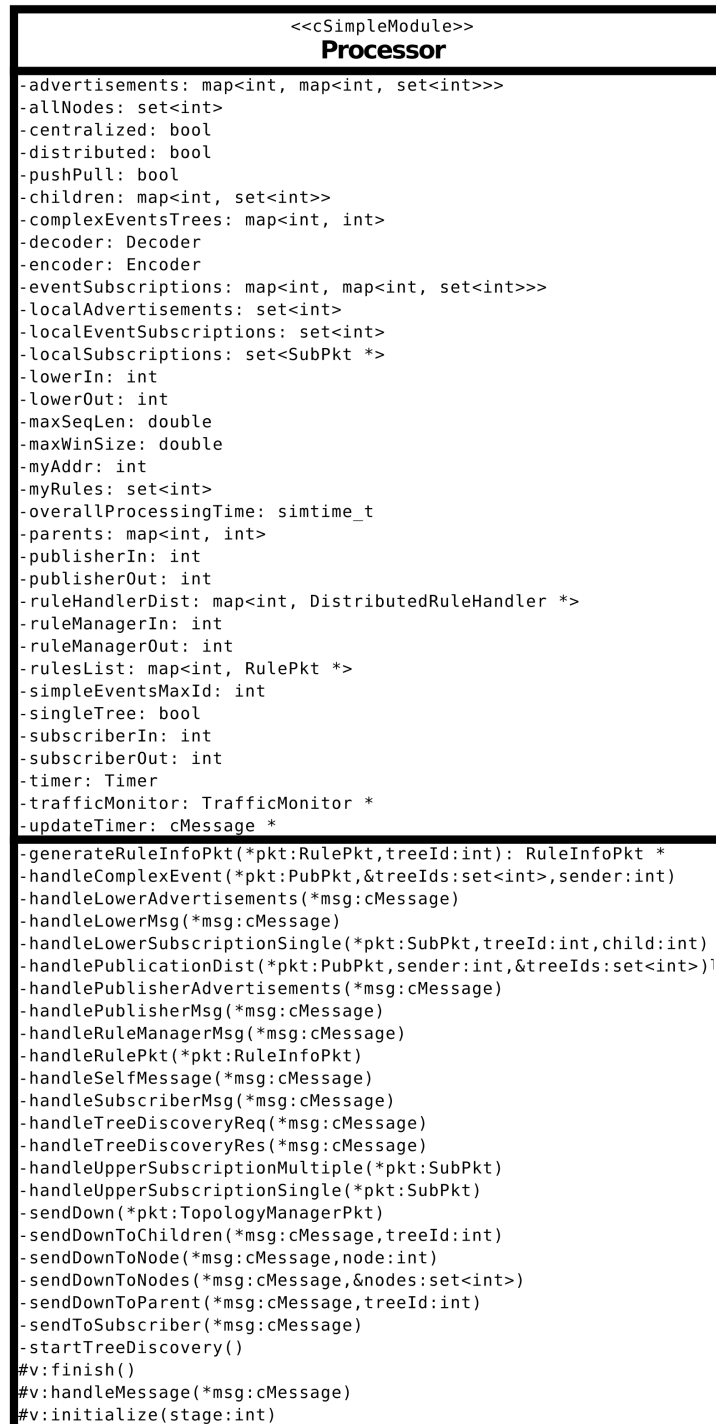 <<cSimpleModule>>
Processor
-advertisements: map<int, map<int, set<int>>>
-allNodes: set<int>
-centralized: bool
-distributed: bool
-pushPull: bool
-children: map<int, set<int>>
-complexEventsTrees: map<int, int>
-decoder: Decoder
-encoder: Encoder
-eventSubscriptions: map<int, map<int, set<int>>>
-localAdvertisements: set<int>
-localEventSubscriptions: set<int>
-localSubscriptions: set<SubPkt *>
-lowerIn: int
-lowerOut: int
-maxSeqLen: double
-maxWinSize: double
-myAddr: int
-myRules: set<int>
-overallProcessingTime: simtime_t
-parents: map<int, int>
-publisherIn: int
-publisherOut: int
-ruleHandlerDist: map<int, DistributedRuleHandler *>
-ruleManagerIn: int
-ruleManagerOut: int
-rulesList: map<int, RulePkt *>
-simpleEventsMaxId: int
-singleTree: bool
-subscriberIn: int
-subscriberOut: int
-timer: Timer
-trafficMonitor: TrafficMonitor *
-updateTimer: cMessage *
-generateRuleInfoPkt(*pkt:RulePkt,treeId:int): RuleInfoPkt *
-handleComplexEvent(*pkt:PubPkt,&treeIds:set<int>,sender:int)
-handleLowerAdvertisements(*msg:cMessage)
-handleLowerMsg(*msg:cMessage)
-handleLowerSubscriptionSingle(*pkt:SubPkt,treeId:int,child:int)
-handlePublicationDist(*pkt:PubPkt,sender:int,&treeIds:set<int>)
-handlePublisherAdvertisements(*msg:cMessage)
-handlePublisherMsg(*msg:cMessage)
-handleRuleManagerMsg(*msg:cMessage)
-handleRulePkt(*pkt:RuleInfoPkt)
-handleSelfMessage(*msg:cMessage)
-handleSubscriberMsg(*msg:cMessage)
-handleTreeDiscoveryReq(*msg:cMessage)
-handleTreeDiscoveryRes(*msg:cMessage)
-handleUpperSubscriptionMultiple(*pkt:SubPkt)
-handleUpperSubscriptionSingle(*pkt:SubPkt)
-sendDown(*pkt:TopologyManagerPkt)
-sendDownToChildren(*msg:cMessage,treeId:int)
-sendDownToNode(*msg:cMessage,node:int)
-sendDownToNodes(*msg:cMessage,&nodes:set<int>)
-sendDownToParent(*msg:cMessage,treeId:int)
-sendToSubscriber(*msg:cMessage)
-startTreeDiscovery()
#v:finish()
#v:handleMessage(*msg:cMessage)
#v:initialize(stage:int)